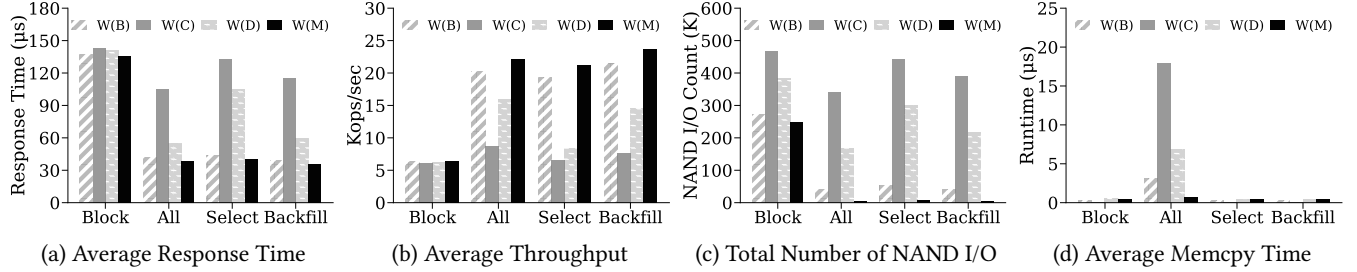 Response Time (μs)
180
150
120
90
60
30
0
W(B) W(C) W(D) W(M)
Block All Select Backfill
(a) Average Response Time
Kops/sec
30
25
20
15
10
5
0
W(B) W(C) W(D) W(M)
Block All Select Backfill
(b) Average Throughput
NAND I/O Count (K)
600
500
400
300
200
100
0
W(B) W(C) W(D) W(M)
Block All Select Backfill
(c) Total Number of NAND I/O
Runtime (μs)
25
20
15
10
5
0
W(B) W(C) W(D) W(M)
Block All Select Backfill
(d) Average Memcpy Time